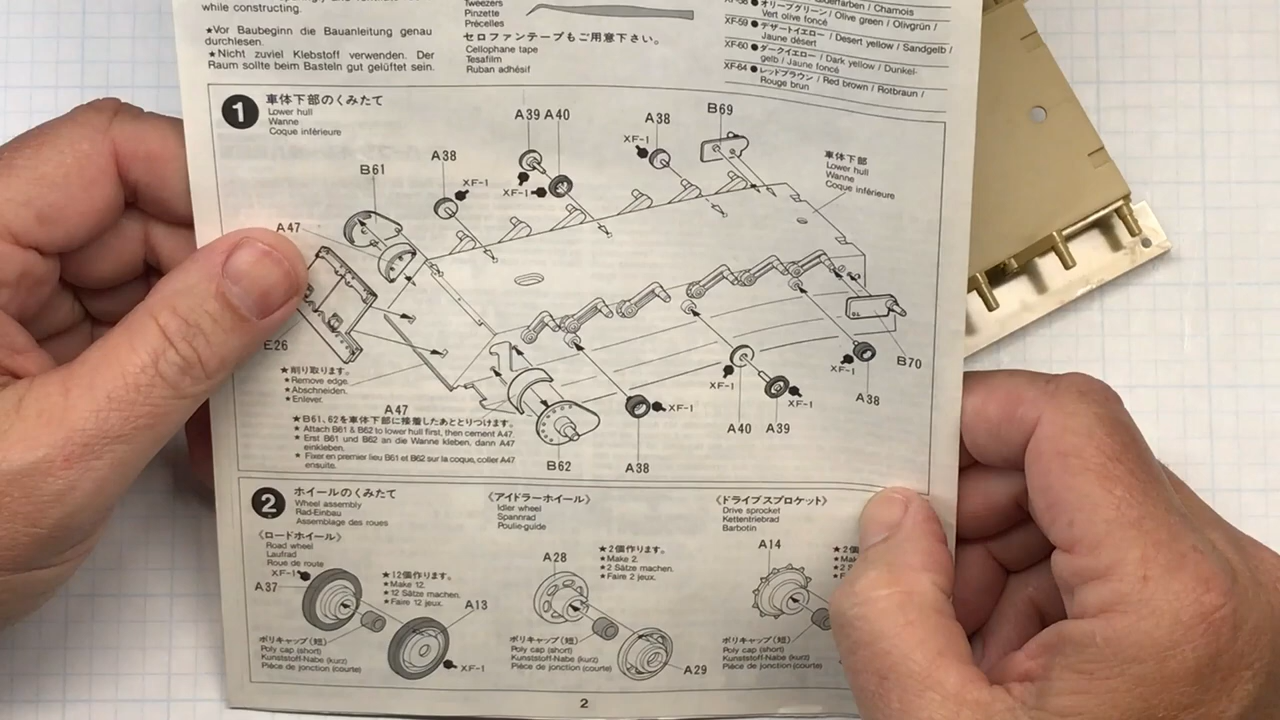 while constructing.
★Vor Baubeginn die Bauanleitung genau
durchlesen.
★Nicht zuviel Klebstoff verwenden. Der
Raum sollte beim Basteln gut gelüftet sein.
Tweezers
Pinzette
Précelles
セロファンテープもご用意下さい。
Cellophane tape
Tesafilm
Ruban adhésif
XF-58 ●オリーブグリーン / Olive green / Olivgrün /
Vert olive foncé
XF-59 ●デザートイエロー / Desert yellow / Sandgelb /
Jaune désert
XF-60 ●ダークイエロー / Dark yellow / Dunkel-
gelb / Jaune foncé
XF-64 ●レッドブラウン / Red brown / Rotbraun /
Rouge brun
1
車体下部のくみたて
Lower hull
Wanne
Coque inférieure
A39 A40
A38
B69
XF-1
A38
XF-1
XF-1
B61
A47
車体下部
Lower hull
Wanne
Coque inférieure
E26
★削り取ります。
★Remove edge.
★Abschneiden.
★Enlever.
A47
★B61、62を車体下部に接着したあととりつけます。
★ Attach B61 & B62 to lower hull first, then cement A47.
★ Erst B61 und B62 an die Wanne kleben, dann A47
einkleben.
★ Fixer en premier lieu B61 et B62 sur la coque, coller A47
ensuite.
B62
A38
XF-1
XF-1
A40
A39
XF-1
XF-1
A38
B70
2
ホイールのくみたて
Wheel assembly
Rad-Einbau
Assemblage des roues
《ロードホイール》
Road wheel
Laufrad
Roue de route
XF-1
A37
★12個作ります。
★Make 12.
★12 Sätze machen.
★Faire 12 jeux.
A13
XF-1
ポリキャップ(短)
Poly cap (short)
Kunststoff-Nabe (kurz)
Pièce de jonction (courte)
《アイドラーホイール》
Idler wheel
Spannrad
Poulie-guide
A28
★2個作ります。
★Make 2.
★2 Sätze machen.
★Faire 2 jeux.
ポリキャップ(短)
Poly cap (short)
Kunststoff-Nabe (kurz)
Pièce de jonction (courte)
A29
《ドライブスプロケット》
Drive sprocket
Kettentriebrad
Barbotin
A14
★2個
ポリキャップ(短)
Poly cap (short)
Kunststoff-Nabe (kurz)
Pièce de jonction (courte)
2